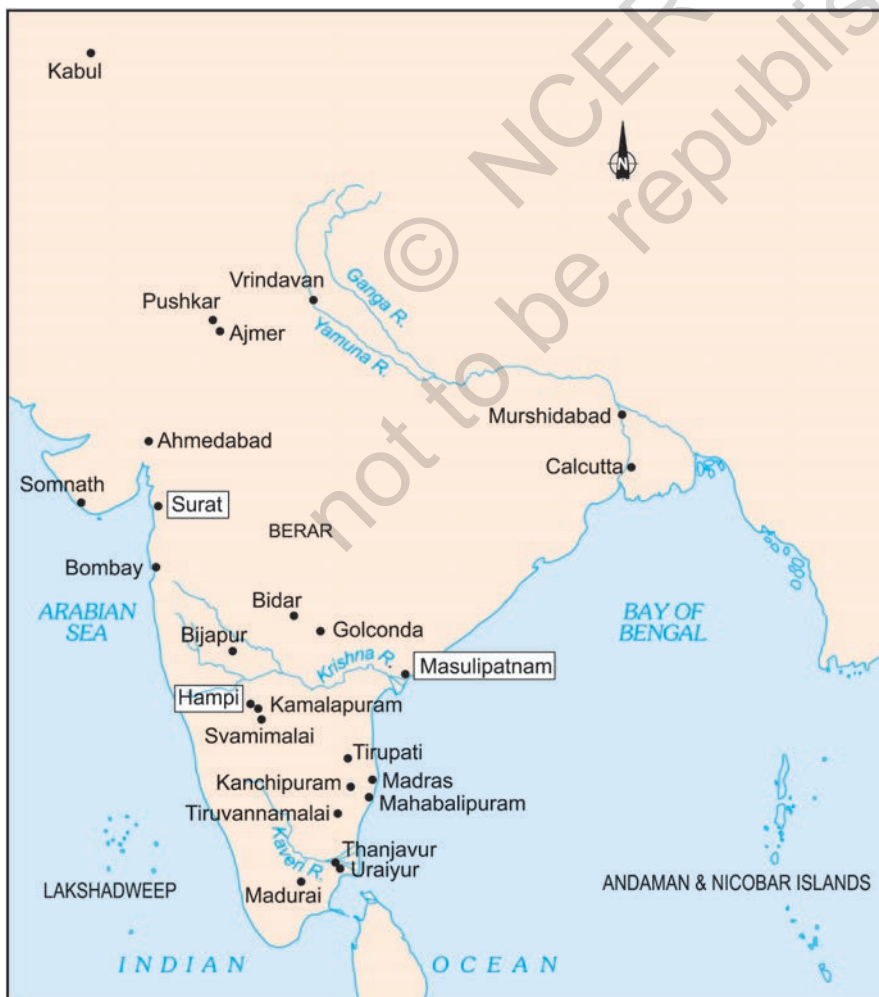 © NCER
not to be republis
Kabul
N
Vrindavan
Ganga R.
Pushkar
Ajmer
Yamuna R.
Murshidabad
Ahmedabad
Calcutta
Somnath
Surat
BERAR
Bombay
Bidar
ARABIAN
SEA
BAY OF
BENGAL
Golconda
Bijapur
Krishna R.
Masulipatnam
Hampi
Kamalapuram
Svamimalai
Tirupati
Kanchipuram
Madras
Mahabalipuram
Tiruvannamalai
Kaveri R.
Thanjavur
Uraiyur
LAKSHADWEEP
Madurai
ANDAMAN & NICOBAR ISLANDS
INDIAN OCEAN